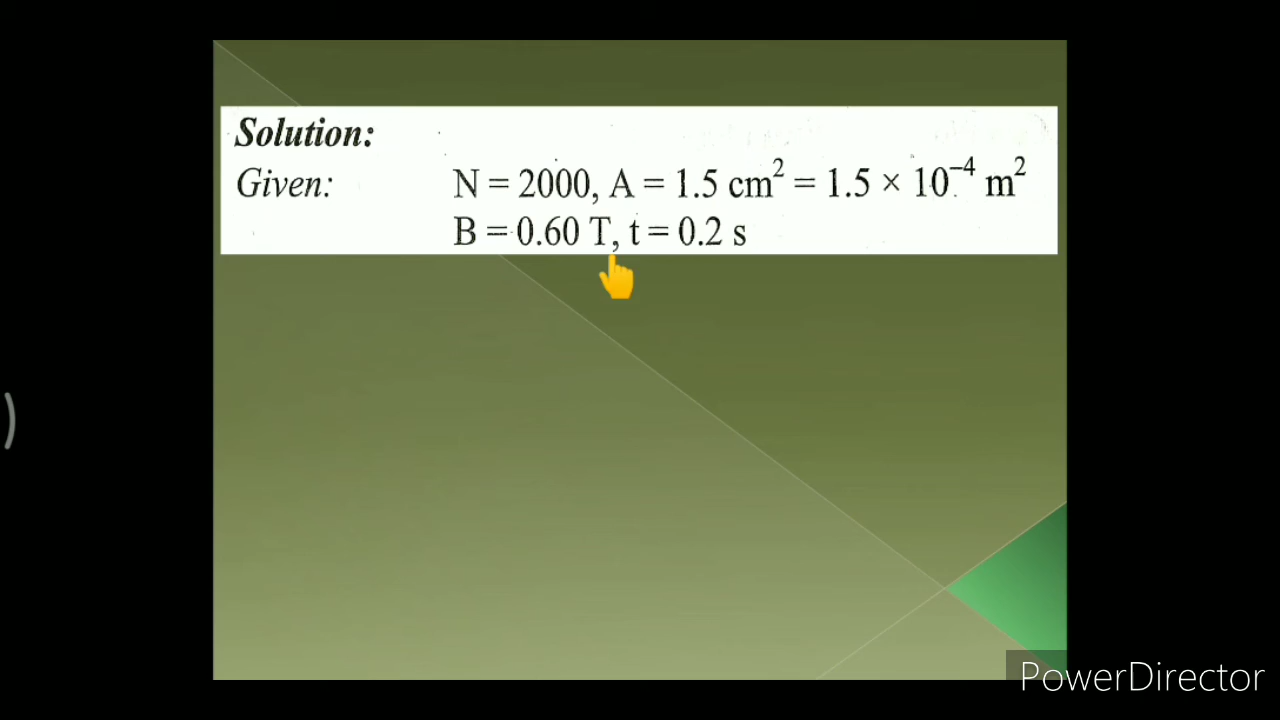 Solution:
Given: N = 2000, A = 1.5 cm² = 1.5 × 10⁻⁴ m²
B = 0.60 T, t = 0.2 s
PowerDirector